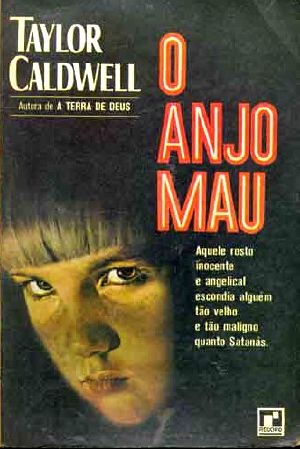 TAYLOR
CALDWELL
Autora de A TERRA DE DEUS
O
ANJO
MAU
Aquele rosto
inocente
e angelical
escondia alguém
tão velho
e tão maligno
quanto Satanás.
RECORD